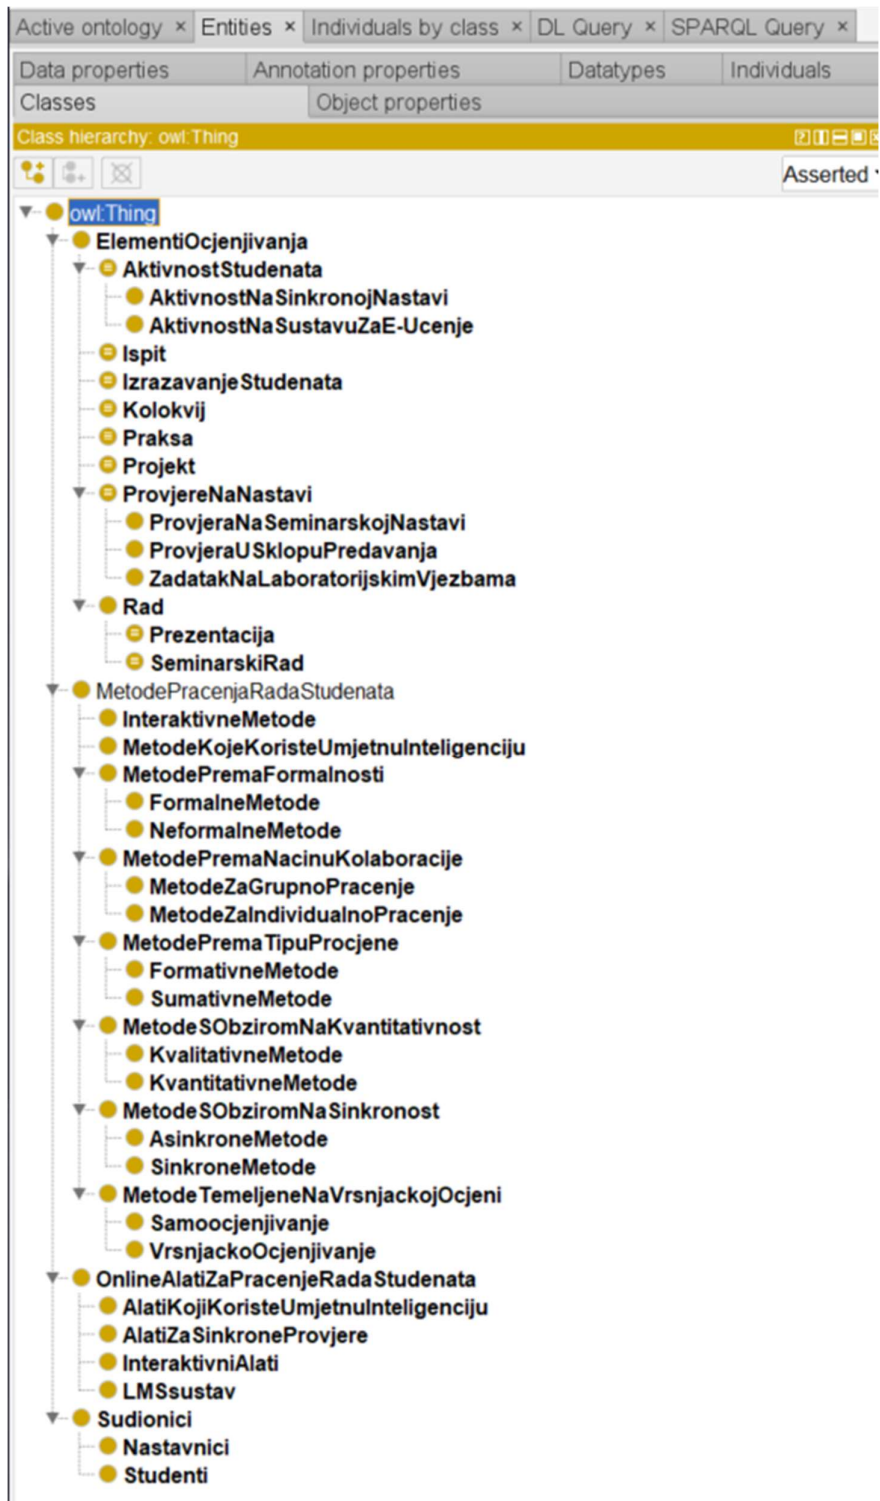 Active ontology × Entities × Individuals by class × DL Query × SPARQL Query ×
Data properties Annotation properties Datatypes Individuals
Classes Object properties
Class hierarchy: owl:Thing
Asserted
owl:Thing
ElementiOcjenjivanja
AktivnostStudenata
AktivnostNaSinkronojNastavi
AktivnostNaSustavuZaE-Ucenje
Ispit
IzrazavanjeStudenata
Kolokvij
Praksa
Projekt
ProvjereNaNastavi
ProvjeraNaSeminarskojNastavi
ProvjeraUSklopuPredavanja
ZadatakNaLaboratorijskimVjezbama
Rad
Prezentacija
SeminarskiRad
MetodePracenjaRadaStudenata
InteraktivneMetode
MetodeKojeKoristeUmjetnuInteligenciju
MetodePremaFormalnosti
FormalneMetode
NeformalneMetode
MetodePremaNacinuKolaboracije
MetodeZaGrupnoPracenje
MetodeZaIndividualnoPracenje
MetodePremaTipuProcjene
FormativneMetode
SumativneMetode
MetodeSObziromNaKvantitativnost
KvalitativneMetode
KvantitativneMetode
MetodeSObziromNaSinkronost
AsinkroneMetode
SinkroneMetode
MetodeTemeljeneNaVrsnjackojOcjeni
Samoocjenjivanje
VrsnjackoOcjenjivanje
OnlineAlatiZaPracenjeRadaStudenata
AlatiKojiKoristeUmjetnuInteligenciju
AlatiZaSinkroneProvjere
InteraktivniAlati
LMSsustav
Sudionici
Nastavnici
Studenti